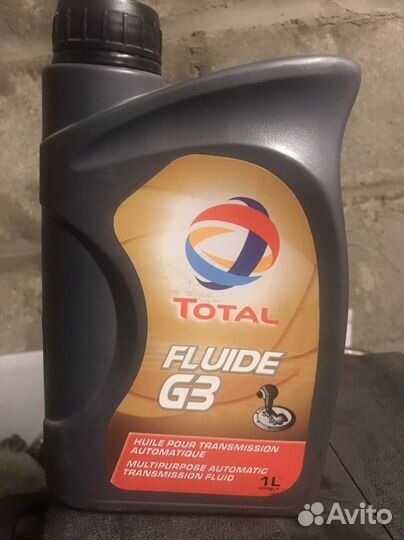 TOTAL
FLUIDE
G3
HUILE POUR TRANSMISSION
AUTOMATIQUE
MULTIPURPOSE AUTOMATIC
TRANSMISSION FLUID
1L
Avito